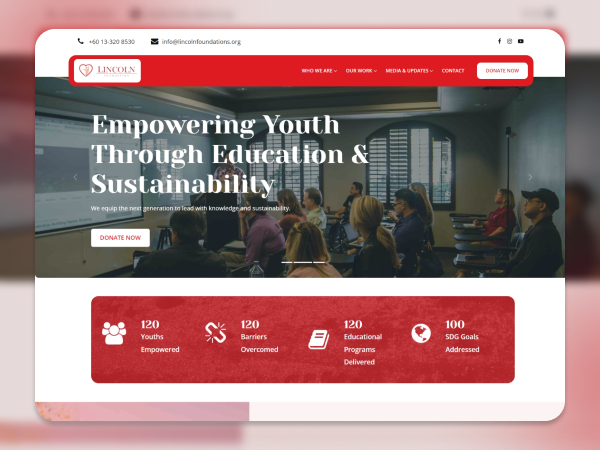 +60 13-320 8530
info@lincolnfoundations.org
LINCOLN
WHO WE ARE
OUR WORK
MEDIA & UPDATES
CONTACT
DONATE NOW
Empowering Youth
Through Education &
Sustainability
We equip the next generation to lead with knowledge and sustainability.
DONATE NOW
120
Youths
Empowered
120
Barriers
Overcomed
120
Educational
Programs
Delivered
100
SDG Goals
Addressed